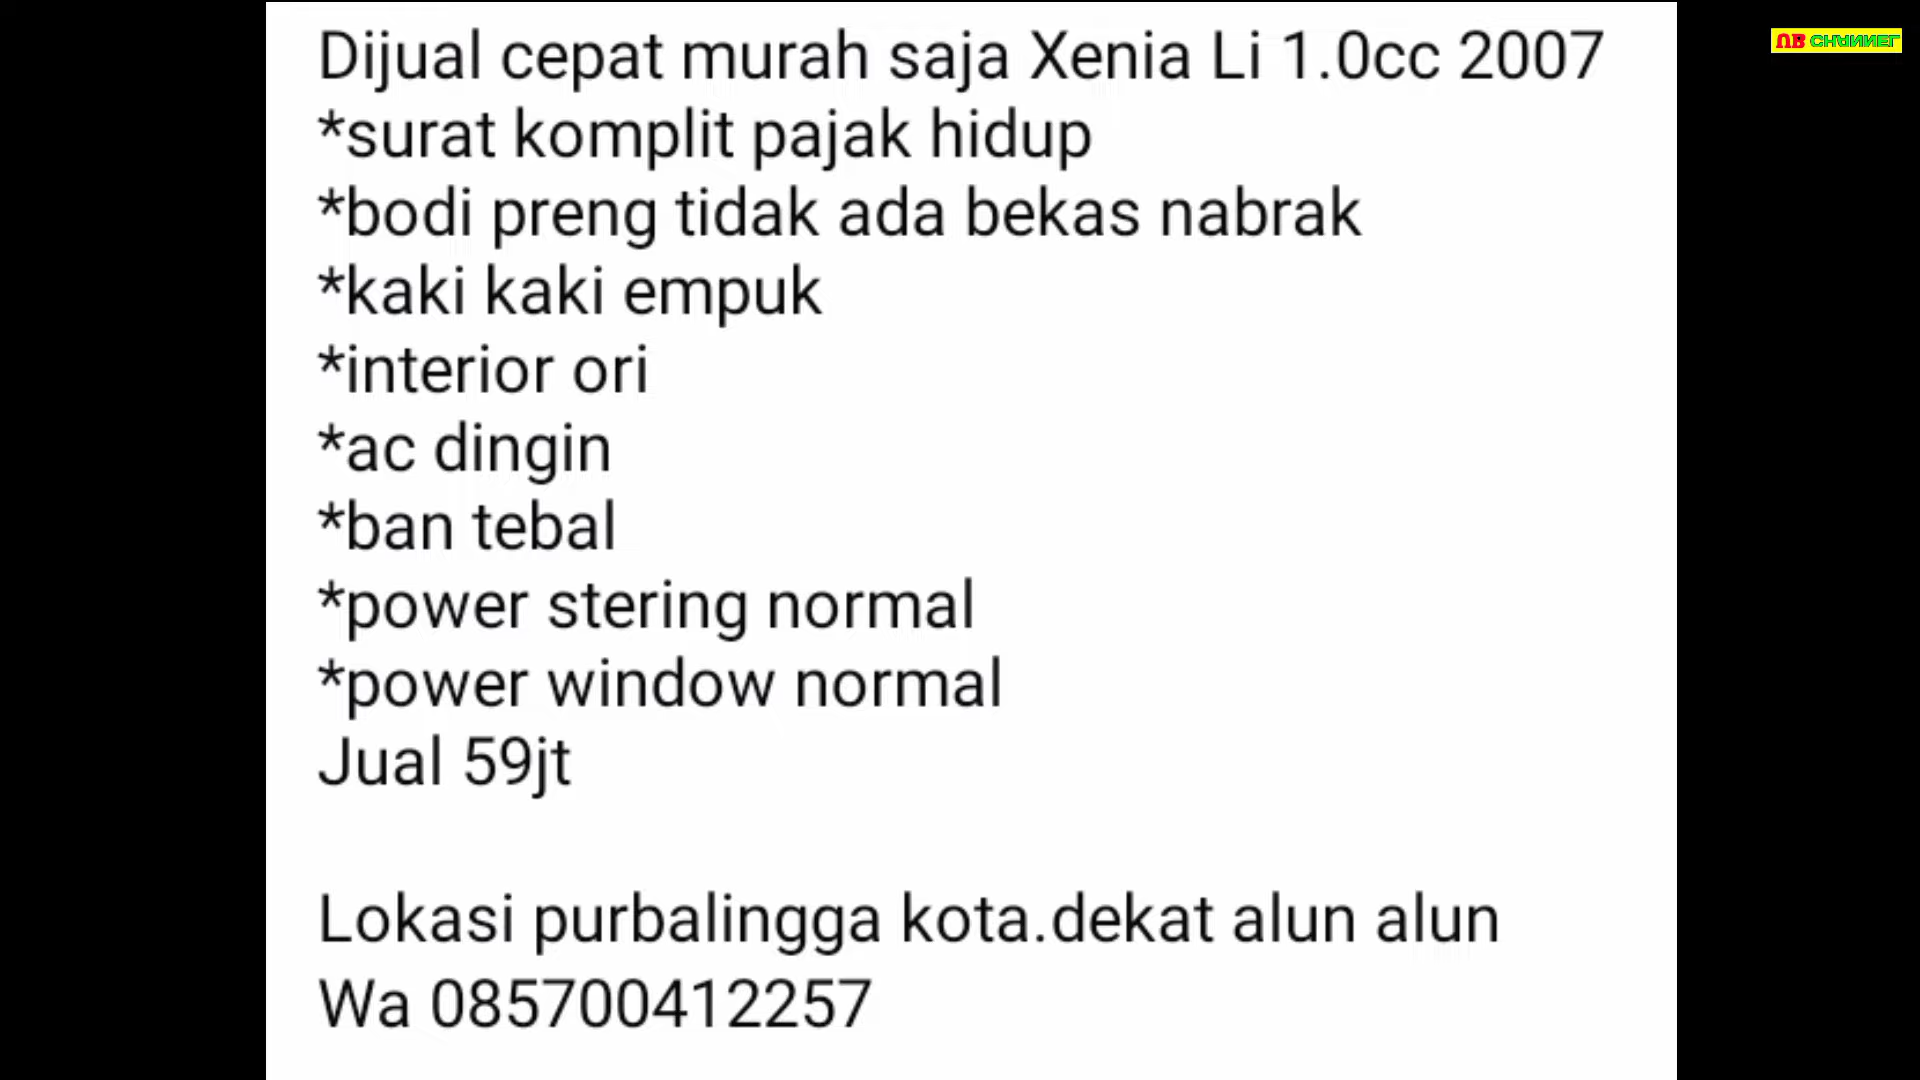 Dijual cepat murah saja Xenia Li 1.0cc 2007
*surat komplit pajak hidup
*bodi preng tidak ada bekas nabrak
*kaki kaki empuk
*interior ori
*ac dingin
*ban tebal
*power stering normal
*power window normal
Jual 59jt
Lokasi purbalingga kota.dekat alun alun
Wa 085700412257
UB CHANNEL